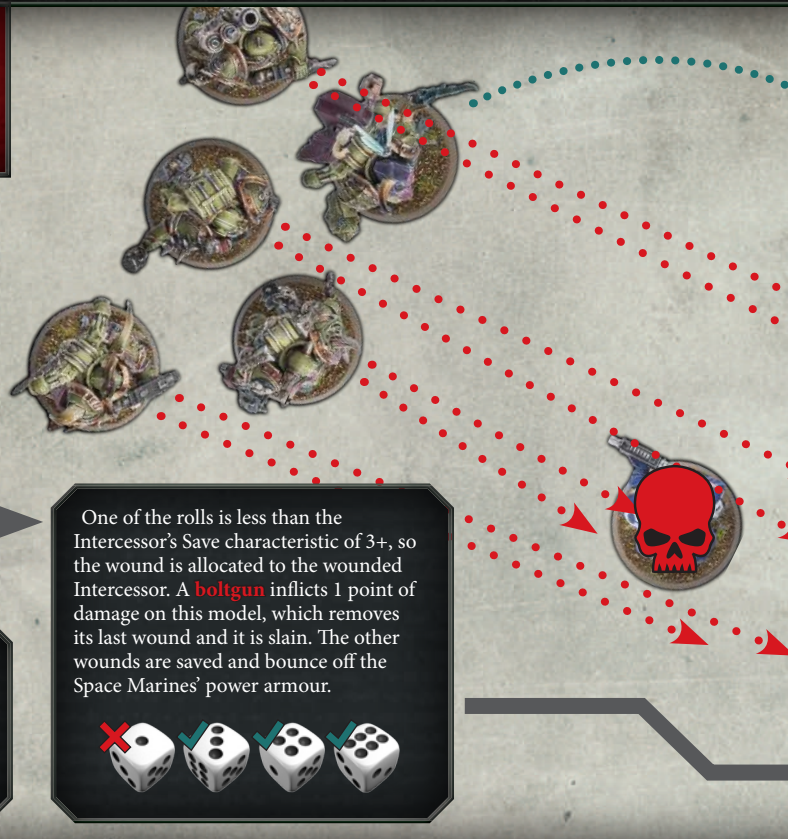 One of the rolls is less than the
Intercessor's Save characteristic of 3+, so
the wound is allocated to the wounded
Intercessor. A boltgun inflicts 1 point of
damage on this model, which removes
its last wound and it is slain. The other
wounds are saved and bounce off the
Space Marines' power armour.